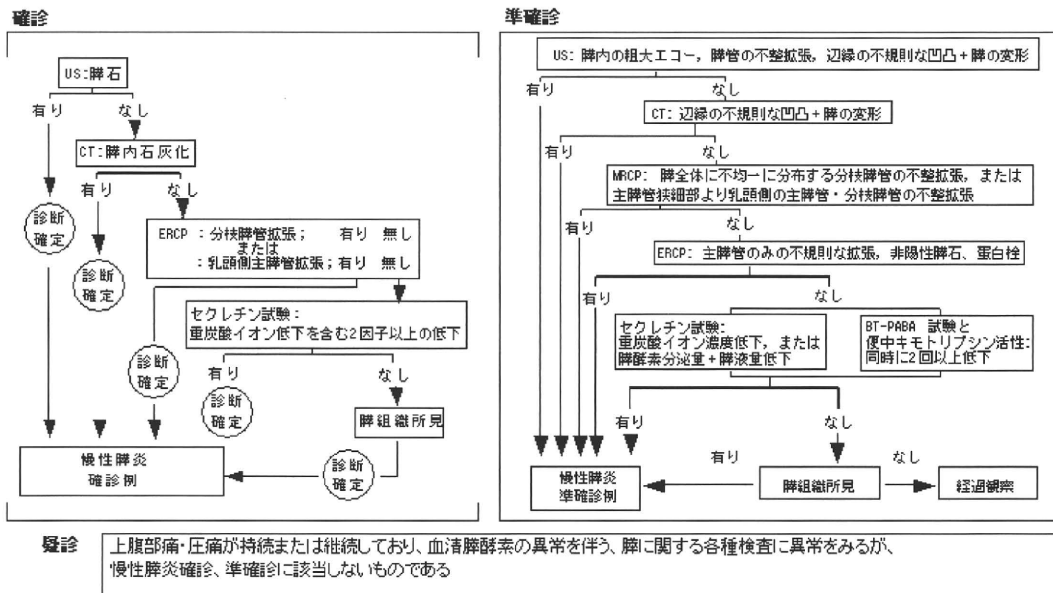 確診
US:膵石
有り
なし
CT:膵内石灰化
有り
なし
診断
確定
診断
確定
ERCP :分枝膵管拡張; 有り 無し
または
:乳頭側主膵管拡張;有り 無し
セクレチン試験:
重炭酸イオン低下を含む2因子以上の低下
診断
確定
有り
なし
診断
確定
膵組織所見
慢性膵炎
確診例
診断
確定
準確診
US: 膵内の粗大エコー, 膵管の不整拡張, 辺縁の不規則な凹凸+膵の変形
有り
なし
CT: 辺縁の不規則な凹凸+膵の変形
有り
なし
MRCP: 膵全体に不均一に分布する分枝膵管の不整拡張, または
主膵管狭細部より乳頭側の主膵管・分枝膵管の不整拡張
有り
なし
ERCP: 主膵管のみの不規則な拡張, 非陽性膵石、蛋白栓
有り
なし
セクレチン試験:
重炭酸イオン濃度低下, または
膵酵素分泌量+膵液量低下
BT-PABA 試験と
便中キモトリプシン活性:
同時に2回以上低下
有り
なし
慢性膵炎
準確診例
有り
膵組織所見
なし
経過観察
疑診
上腹部痛・圧痛が持続または継続しており、血清膵酵素の異常を伴う、膵に関する各種検査に異常をみるが、
慢性膵炎確診、準確診に該当しないものである